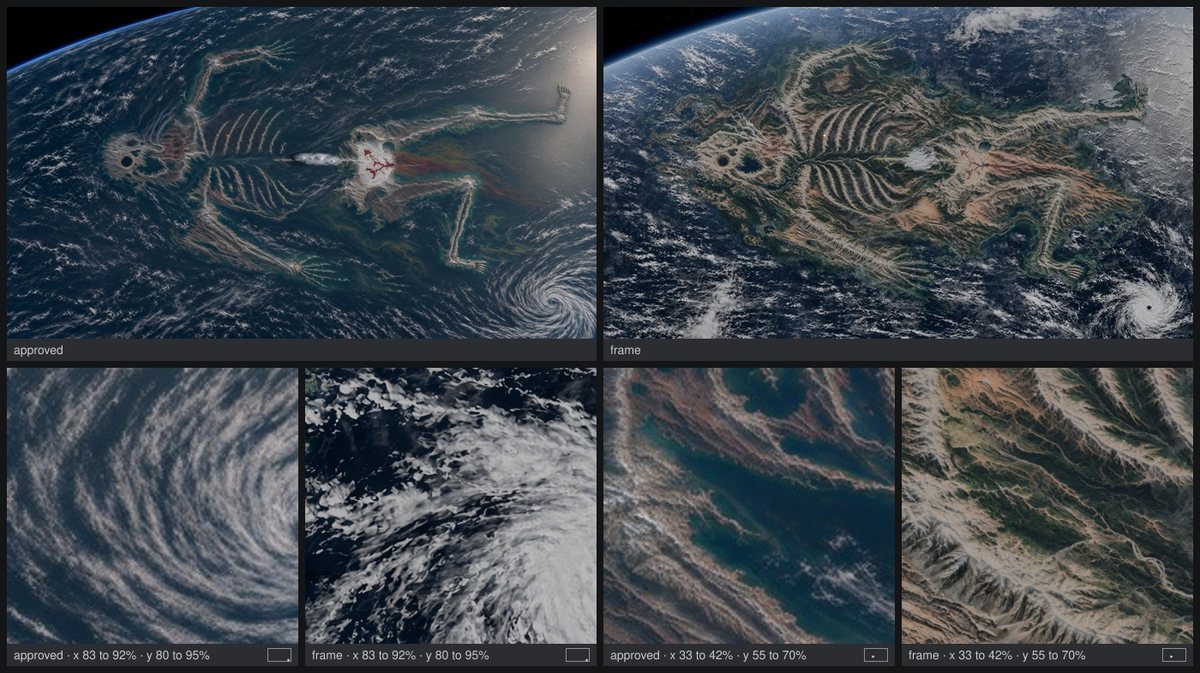 approved
frame
approved · x 83 to 92% · y 80 to 95%
frame · x 83 to 92% · y 80 to 95%
approved · x 33 to 42% · y 55 to 70%
frame · x 33 to 42% · y 55 to 70%